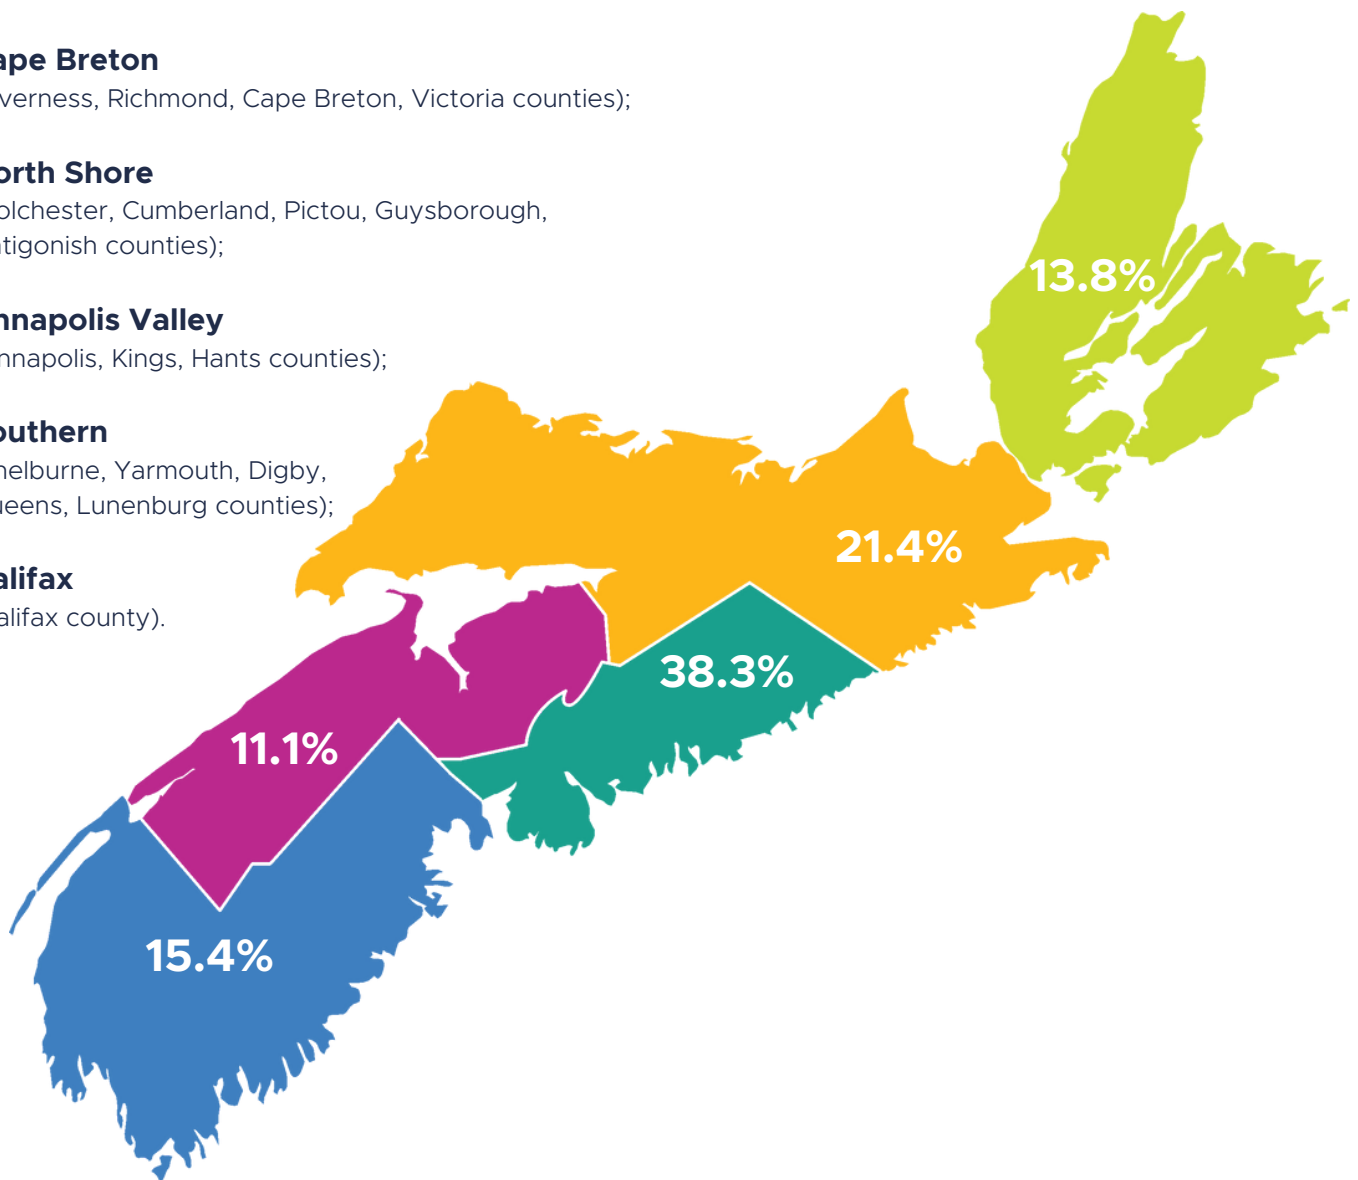 ape Breton
verness, Richmond, Cape Breton, Victoria counties);
orth Shore
olchester, Cumberland, Pictou, Guysborough,
tigonish counties);
nnapolis Valley
nnapolis, Kings, Hants counties);
outhern
nelburne, Yarmouth, Digby,
ueens, Lunenburg counties);
alifax
alifax county).
13.8%
21.4%
38.3%
11.1%
15.4%